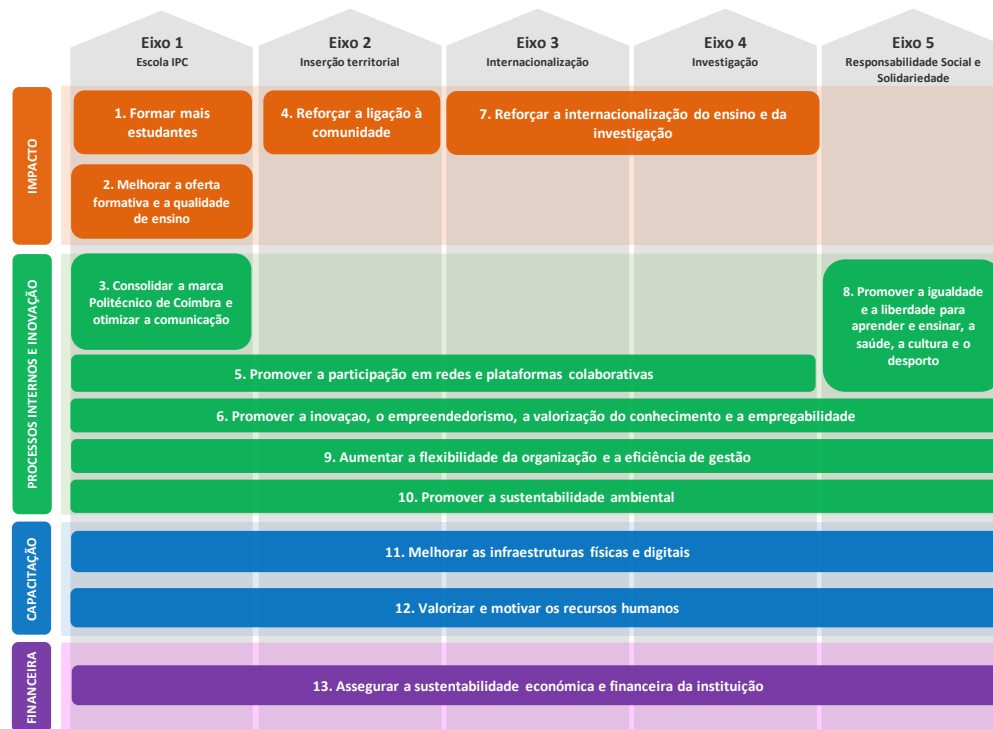 Eixo 1
Escola IPC
Eixo 2
Inserção territorial
Eixo 3
Internacionalização
Eixo 4
Investigação
Eixo 5
Responsabilidade Social e
Solidariedade
IMPACTO
1. Formar mais
estudantes
4. Reforçar a ligação à
comunidade
7. Reforçar a internacionalização do ensino e da
investigação
2. Melhorar a oferta
formativa e a qualidade
de ensino
PROCESSOS INTERNOS E INOVAÇÃO
3. Consolidar a marca
Politécnico de Coimbra e
otimizar a comunicação
8. Promover a igualdade
e a liberdade para
aprender e ensinar, a
saúde, a cultura e o
desporto
5. Promover a participação em redes e plataformas colaborativas
6. Promover a inovaçao, o empreendedorismo, a valorização do conhecimento e a empregabilidade
9. Aumentar a flexibilidade da organização e a eficiência de gestão
10. Promover a sustentabilidade ambiental
CAPACITAÇÃO
11. Melhorar as infraestruturas físicas e digitais
12. Valorizar e motivar os recursos humanos
FINANCEIRA
13. Assegurar a sustentabilidade económica e financeira da instituição